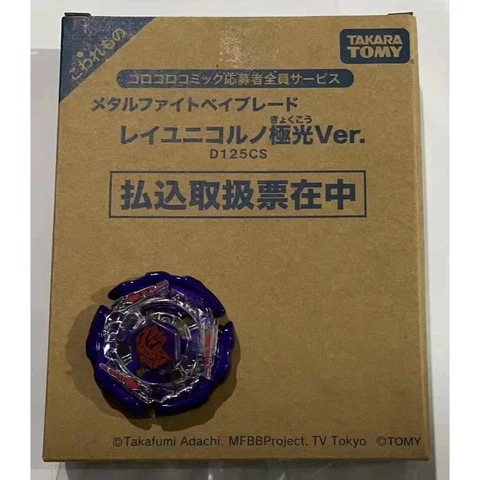 こわれもの
TAKARA
TOMY
コロコロコミック応募者全員サービス
メタルファイトベイブレード
きょくこう
レイユニコルノ極光Ver.
D125CS
払込取扱票在中
©Takafumi Adachi, MFBBProject, TV Tokyo ©TOMY